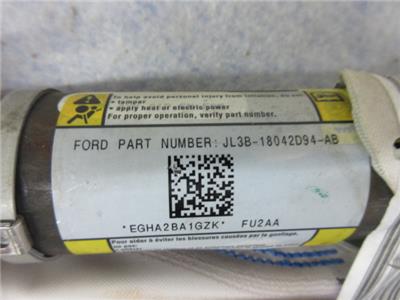 To help avoid personal injury from inflation, do not
• tamper
• apply heat or electric power
For proper operation, verify part number.
FORD PART NUMBER: JL3B-18042D94-AB
*EGHA2BA1GZK* FU2AA
Pour aider à éviter les blessures causées par le gonflage,